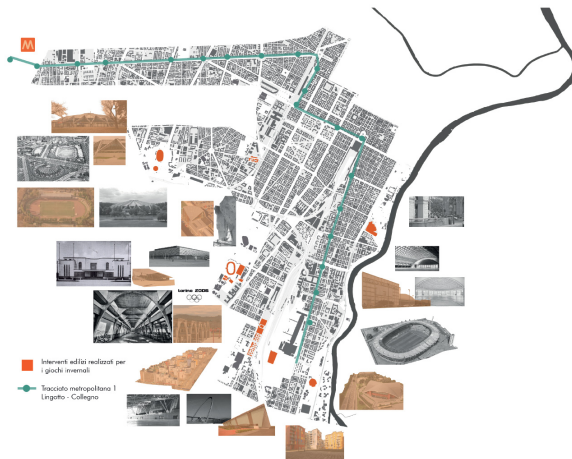 M
torino 2006
Interventi edilizi realizzati per
i giochi invernali
Tracciato metropolitana 1
Lingotto - Collegno